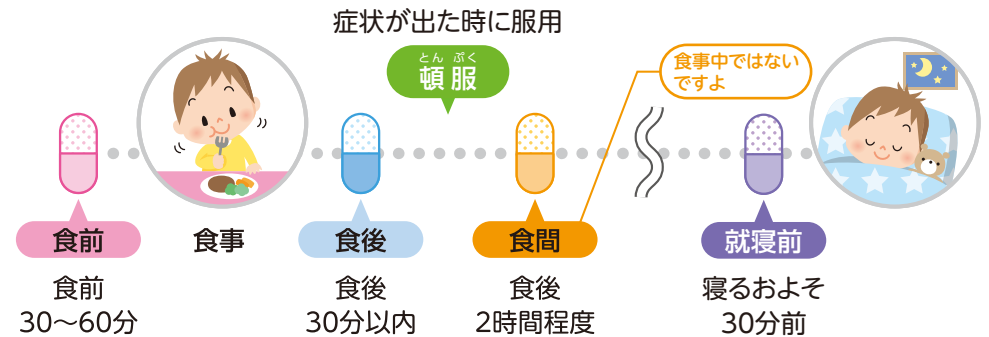 症状が出た時に服用
とん ぷく
頓服
食事中ではない
ですよ
食前
食事
食後
食間
就寝前
食前
30〜60分
食後
30分以内
食後
2時間程度
寝るおよそ
30分前